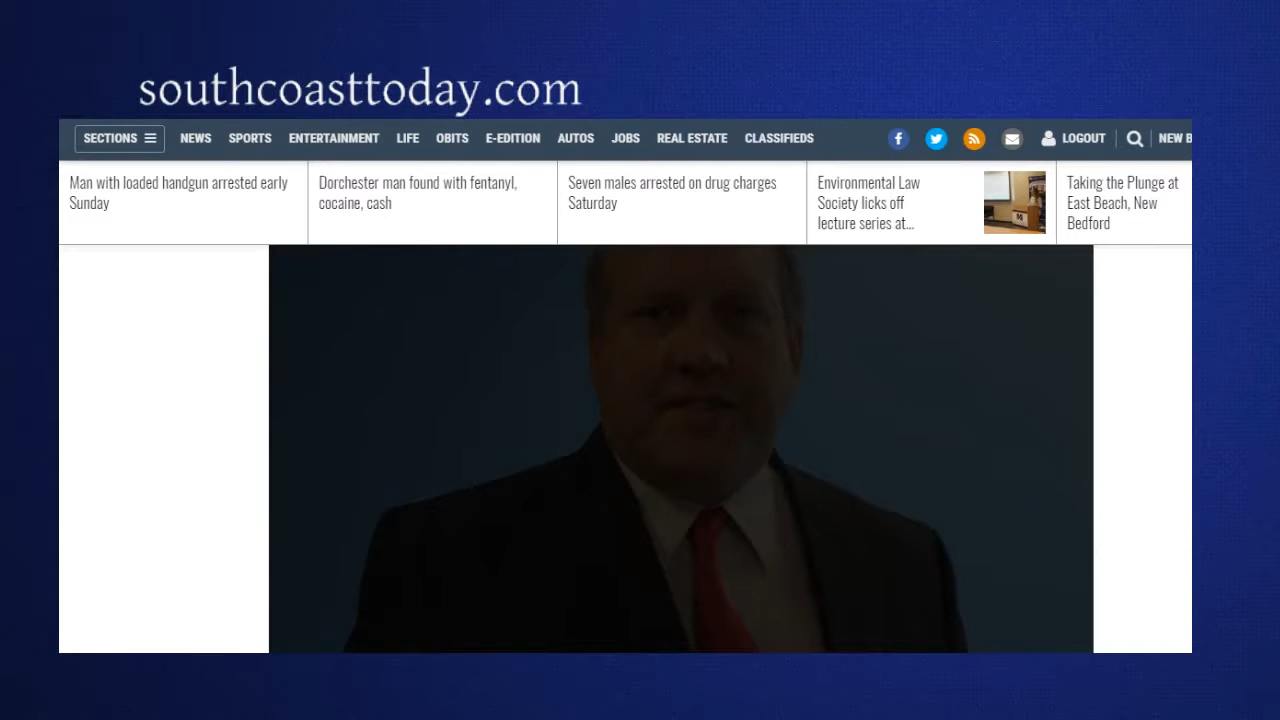 southcoasttoday.com
SECTIONS NEWS SPORTS ENTERTAINMENT LIFE OBITS E-EDITION AUTOS JOBS REAL ESTATE CLASSIFIEDS LOGOUT NEW B
Man with loaded handgun arrested early
Sunday
Dorchester man found with fentanyl,
cocaine, cash
Seven males arrested on drug charges
Saturday
Environmental Law
Society licks off
lecture series at...
Taking the Plunge at
East Beach, New
Bedford